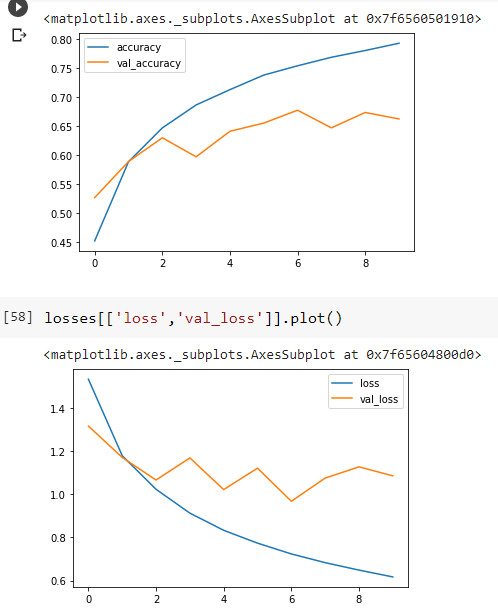 <matplotlib.axes._subplots.AxesSubplot at 0x7f6560501910>
0.80
0.75
0.70
0.65
0.60
0.55
0.50
0.45
accuracy
val_accuracy
0 2 4 6 8
[58] losses[['loss','val_loss']].plot()
<matplotlib.axes._subplots.AxesSubplot at 0x7f65604800d0>
1.4
1.2
1.0
0.8
0.6
loss
val_loss
0 2 4 6 8